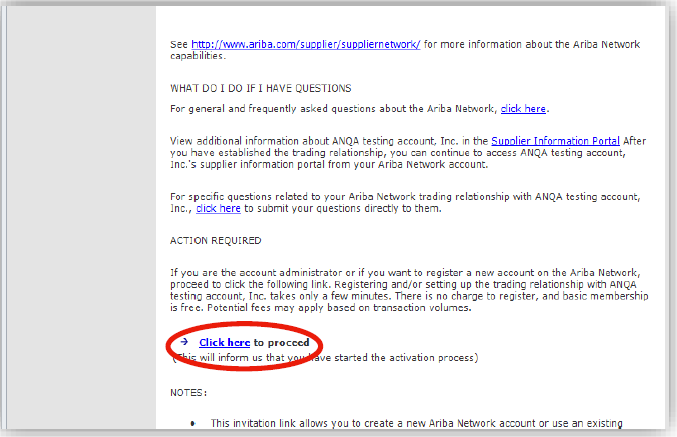 See http://www.ariba.com/supplier/suppliernetwork/ for more information about the Ariba Network
capabilities.
WHAT DO I DO IF I HAVE QUESTIONS
For general and frequently asked questions about the Ariba Network, click here.
View additional information about ANQA testing account, Inc. in the Supplier Information Portal After
you have established the trading relationship, you can continue to access ANQA testing account,
Inc.'s supplier information portal from your Ariba Network account.
For specific questions related to your Ariba Network trading relationship with ANQA testing account,
Inc., click here to submit your questions directly to them.
ACTION REQUIRED
If you are the account administrator or if you want to register a new account on the Ariba Network,
proceed to click the following link. Registering and/or setting up the trading relationship with ANQA
testing account, Inc. takes only a few minutes. There is no charge to register, and basic membership
is free. Potential fees may apply based on transaction volumes.
→ Click here to proceed
(This will inform us that you have started the activation process)
NOTES:
• This invitation link allows you to create a new Ariba Network account or use an existing